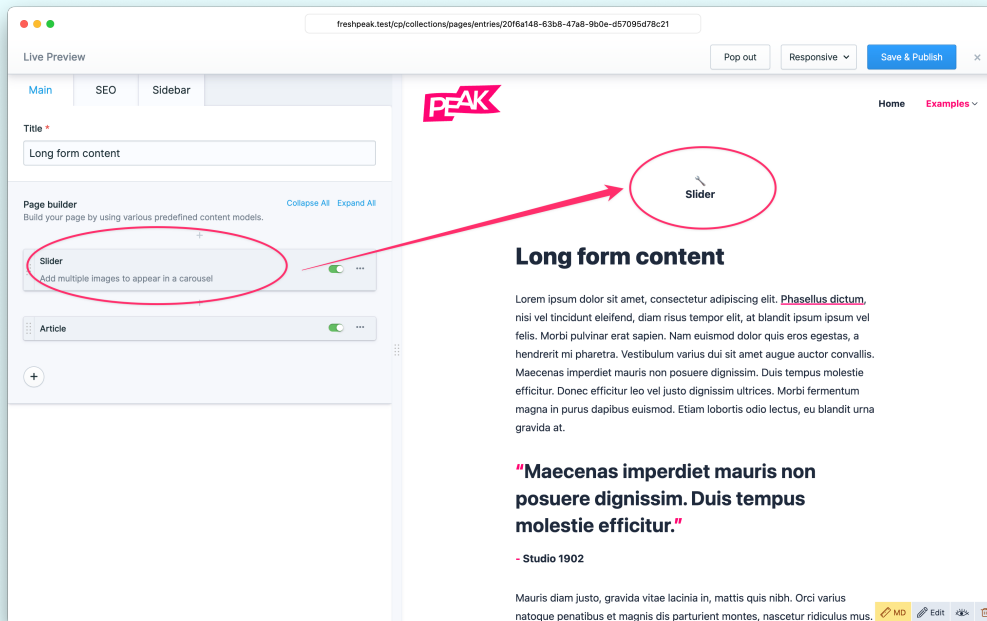 freshpeak.test/cp/collections/pages/entries/20f6a148-63b8-47a8-9b0e-d57095d78c21
Live Preview
Pop out
Responsive
Save & Publish
Main
SEO
Sidebar
Title *
Long form content
Page builder
Collapse All
Expand All
Build your page by using various predefined content models.
Slider
Add multiple images to appear in a carousel
Article
PEAK
Home
Examples
Slider
Long form content
Lorem ipsum dolor sit amet, consectetur adipiscing elit. Phasellus dictum,
nisi vel tincidunt eleifend, diam risus tempor elit, at blandit ipsum ipsum vel
felis. Morbi pulvinar erat sapien. Nam euismod dolor quis eros egestas, a
hendrerit mi pharetra. Vestibulum varius dui sit amet augue auctor convallis.
Maecenas imperdiet mauris non posuere dignissim. Duis tempus molestie
efficitur. Donec efficitur leo vel justo dignissim ultrices. Morbi fermentum
magna in purus dapibus euismod. Etiam lobortis odio lectus, eu blandit urna
gravida at.
“Maecenas imperdiet mauris non
posuere dignissim. Duis tempus
molestie efficitur.”
- Studio 1902
Mauris diam justo, gravida vitae lacinia in, mattis quis nibh. Orci varius
natoque penatibus et magnis dis parturient montes, nascetur ridiculus mus.
MD
Edit